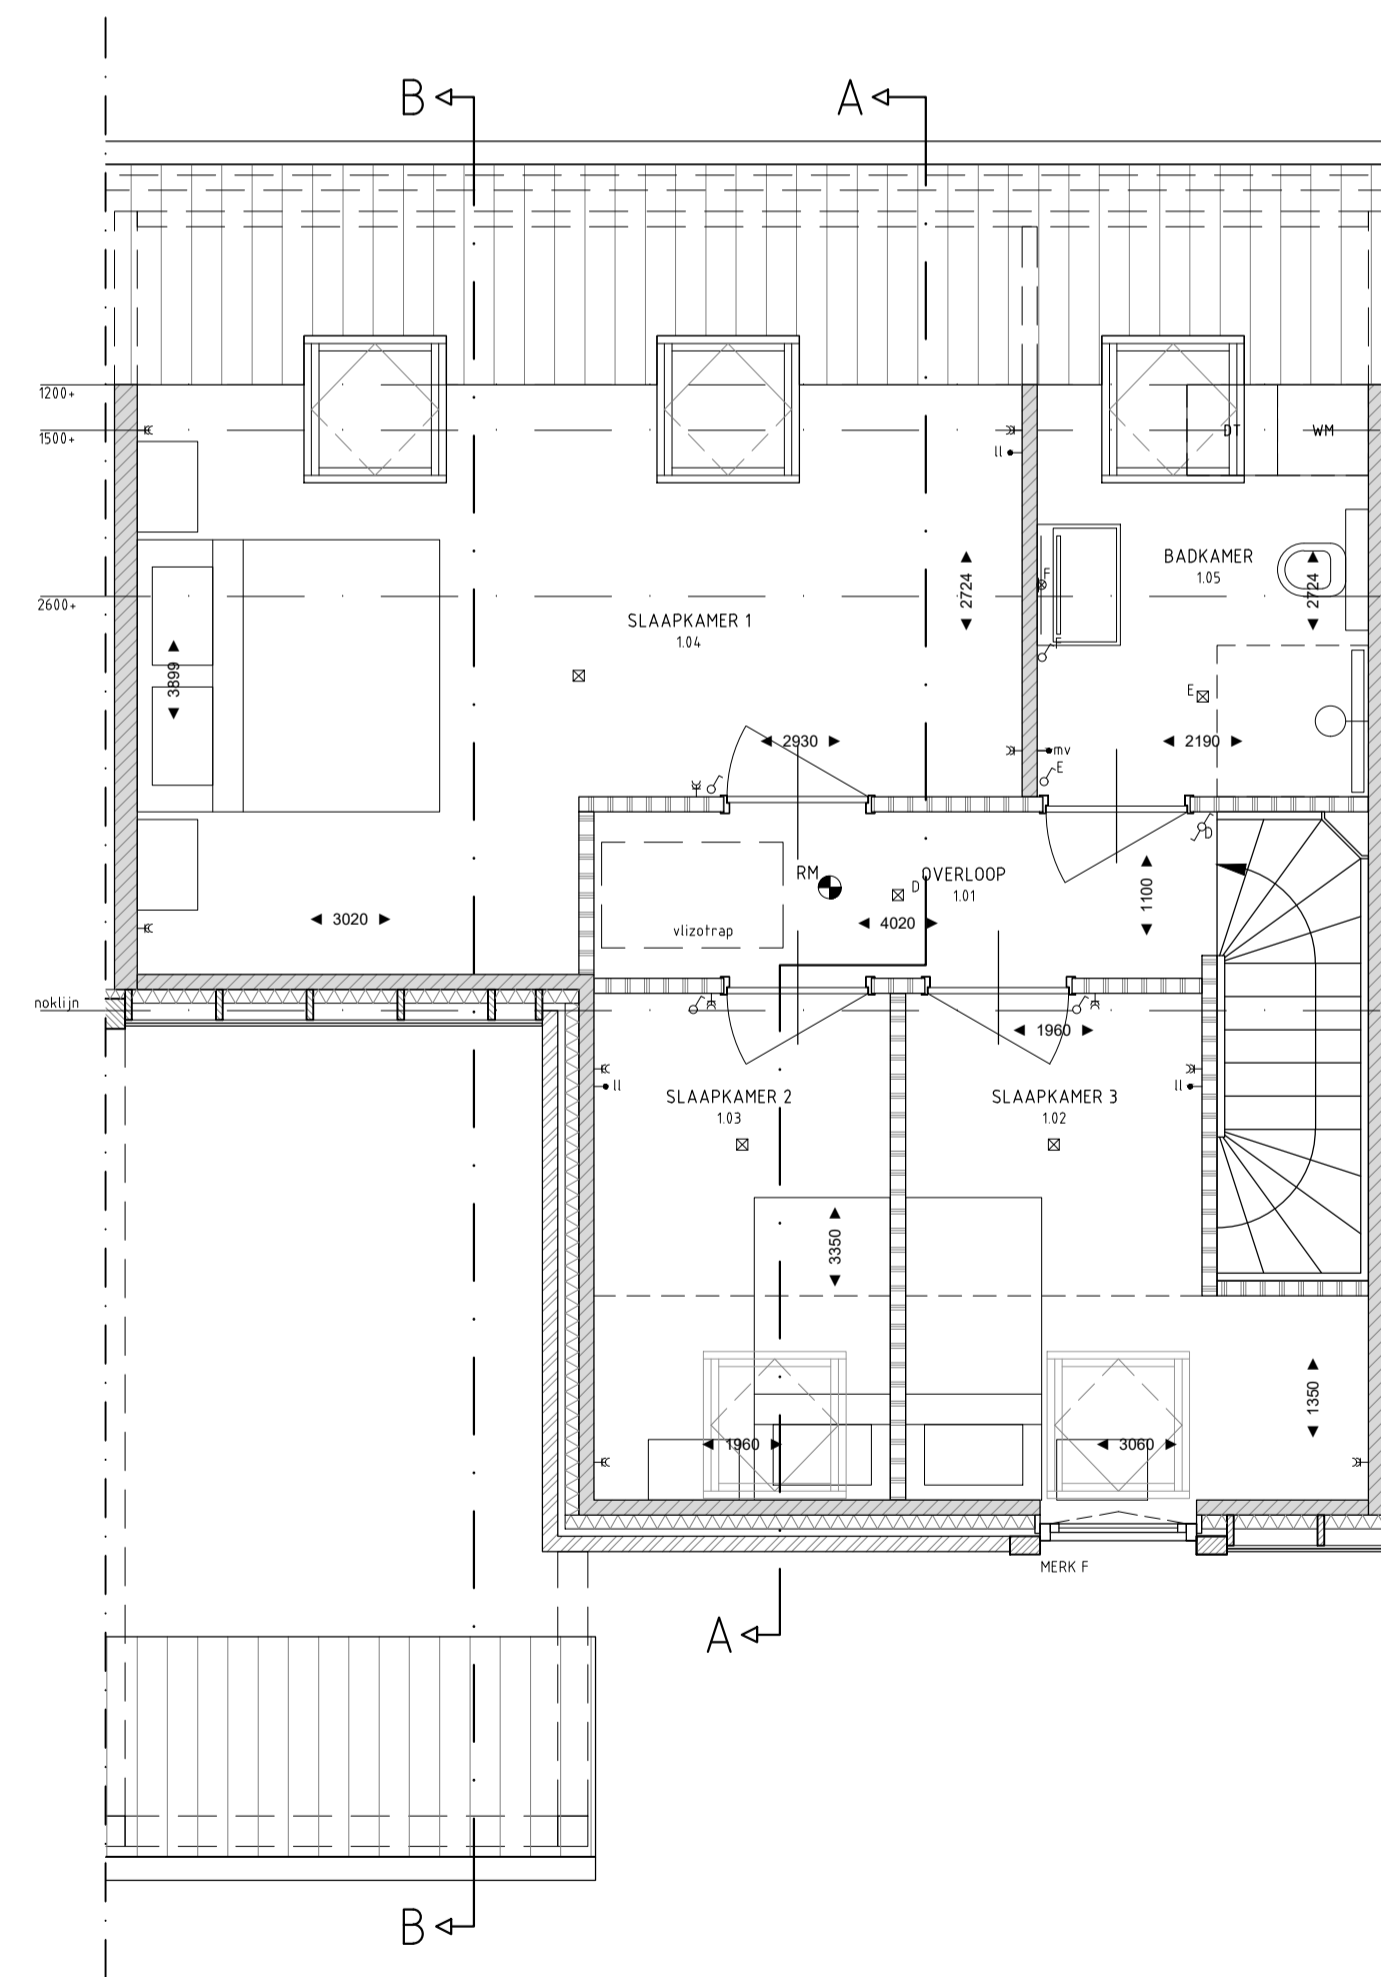 B
A
1200+
1500+
DT
WM
ll
BADKAMER
1.05
2724
F
2724
2600+
SLAAPKAMER 1
1.04
F
3899
E
2930
mv
2190
E
D
RM
D
OVERLOOP
1.01
1100
3020
4020
vlizotrap
noklijn
1960
ll
ll
SLAAPKAMER 2
1.03
SLAAPKAMER 3
1.02
3350
1350
1960
3060
MERK F
A
B